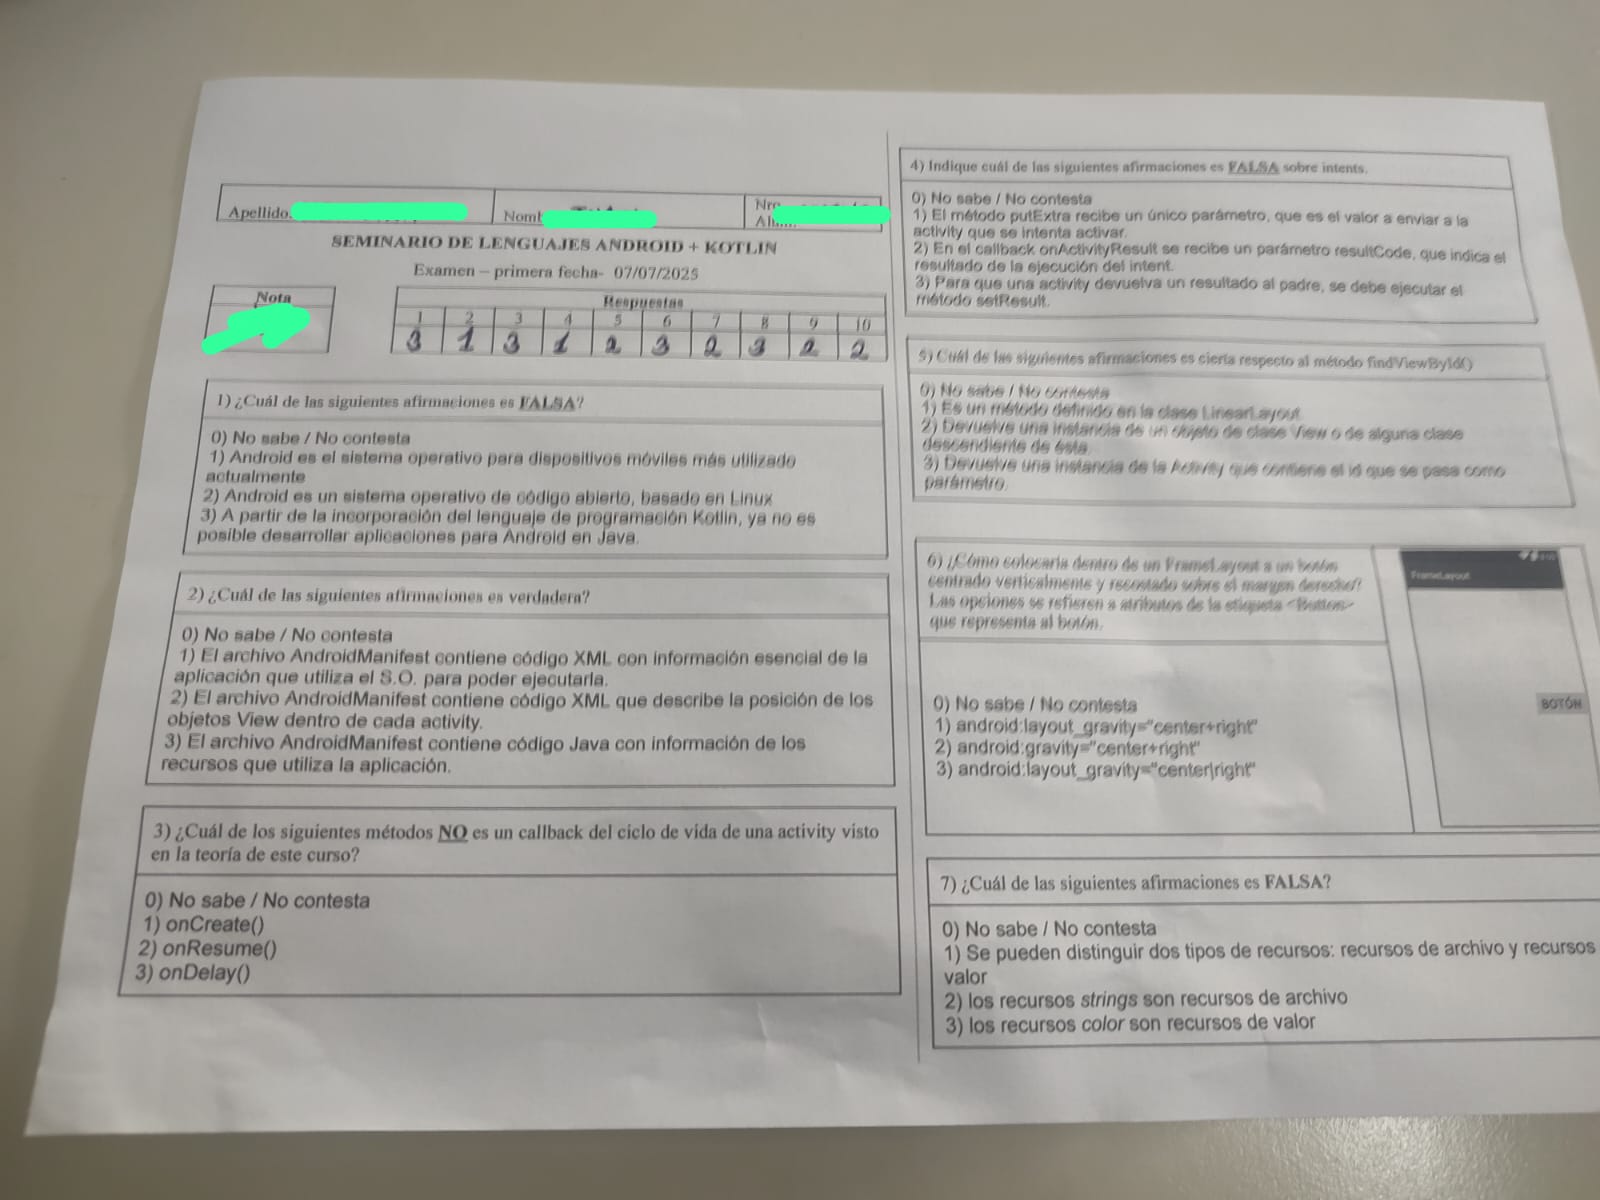 Apellido
Nomb
Nro
SEMINARIO DE LENGUAJES ANDROID + KOTLIN
Examen – primera fecha- 07/07/2025
Nota
Respuestas
1 2 3 4 5 6 7 8 9 10
3 1 3 1 2 3 2 3 2 2
1) ¿Cuál de las siguientes afirmaciones es FALSA?
0) No sabe / No contesta
1) Android es el sistema operativo para dispositivos móviles más utilizado
actualmente
2) Android es un sistema operativo de código abierto, basado en Linux
3) A partir de la incorporación del lenguaje de programación Kotlin, ya no es
posible desarrollar aplicaciones para Android en Java.
2) ¿Cuál de las siguientes afirmaciones es verdadera?
0) No sabe / No contesta
1) El archivo AndroidManifest contiene código XML con información esencial de la
aplicación que utiliza el S.O. para poder ejecutarla.
2) El archivo AndroidManifest contiene código XML que describe la posición de los
objetos View dentro de cada activity.
3) El archivo AndroidManifest contiene código Java con información de los
recursos que utiliza la aplicación.
3) ¿Cuál de los siguientes métodos NO es un callback del ciclo de vida de una activity visto
en la teoría de este curso?
0) No sabe / No contesta
1) onCreate()
2) onResume()
3) onDelay()
4) Indique cuál de las siguientes afirmaciones es FALSA sobre intents.
0) No sabe / No contesta
1) El método putExtra recibe un único parámetro, que es el valor a enviar a la
activity que se intenta activar.
2) En el callback onActivityResult se recibe un parámetro resultCode, que indica el
resultado de la ejecución del intent.
3) Para que una activity devuelva un resultado al padre, se debe ejecutar el
método setResult.
5) Cuál de las siguientes afirmaciones es cierta respecto al método findViewById()
0) No sabe / No contesta
1) Es un método definido en la clase LinearLayout
2) Devuelve una instancia de un objeto de clase View o de alguna clase
descendiente de ésta.
3) Devuelve una instancia de la Activity que contiene el id que se pasa como
parámetro.
6) ¿Cómo colocaría dentro de un FrameLayout a un botón
centrado verticalmente y recostado sobre el margen derecho?
Las opciones se refieren a atributos de la etiqueta <Button>
que representa al botón.
FrameLayout
BOTÓN
0) No sabe / No contesta
1) android:layout_gravity="center+right"
2) android:gravity="center+right"
3) android:layout_gravity="center|right"
7) ¿Cuál de las siguientes afirmaciones es FALSA?
0) No sabe / No contesta
1) Se pueden distinguir dos tipos de recursos: recursos de archivo y recursos
valor
2) los recursos strings son recursos de archivo
3) los recursos color son recursos de valor